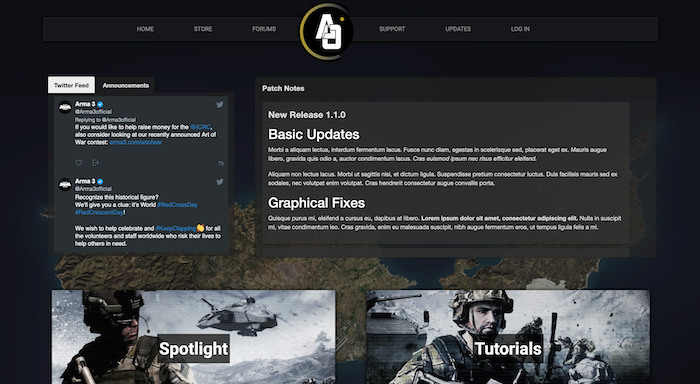 HOME STORE FORUMS SUPPORT UPDATES LOG IN
Twitter Feed Announcements
Arma 3
@Arma3official
Replying to @Arma3official
If you would like to help raise money for the @ICRC,
also consider looking at our recently announced Art of
War contest: arma3.com/artofwar
7h
Arma 3
@Arma3official
Recognize this historical figure?
We'll give you a clue: it's World #RedCrossDay
#RedCrescentDay!
We wish to help celebrate and #KeepClapping👏 for all
the volunteers and staff worldwide who risk their lives to
help others in need.
Patch Notes
New Release 1.1.0
Basic Updates
Morbi a aliquam lectus, interdum fermentum lacus. Fusce nunc diam, egestas in scelerisque sed, placerat eget ex. Mauris augue
libero, gravida quis odio a, auctor condimentum lacus. Cras euismod ipsum nec risus efficitur eleifend.
Aliquam non lectus lacus. Morbi ut sagittis nisi, et dictum ligula. Suspendisse pretium consectetur luctus. Duis facilisis mauris sed ex
sodales, nec volutpat enim volutpat. Cras hendrerit consectetur augue convallis porta.
Graphical Fixes
Quisque purus mi, eleifend a cursus eu, dapibus at libero. Lorem ipsum dolor sit amet, consectetur adipiscing elit. Nulla in suscipit
mi, vitae condimentum leo. Cras gravida, enim eu malesuada suscipit, nibh augue fermentum eros, ut tempus ligula felis a mi.
Spotlight
Tutorials